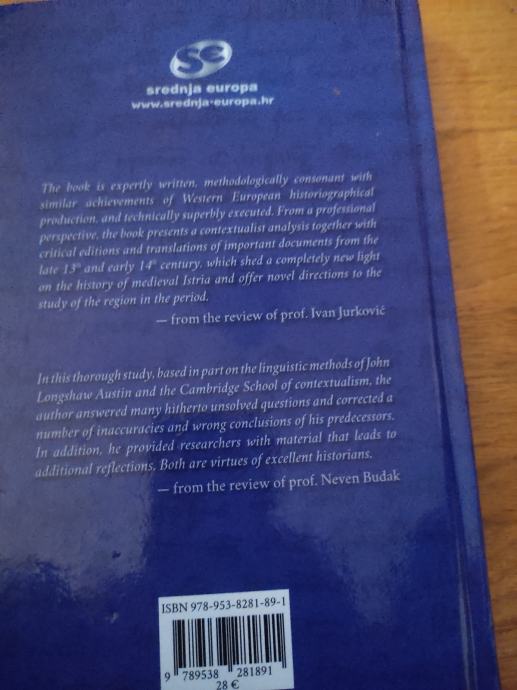 se
srednja europa
www.srednja-europa.hr
The book is expertly written, methodologically consonant with
similar achievements of Western European historiographical
production, and technically superbly executed. From a professional
perspective, the book presents a contextualist analysis together with
critical editions and translations of important documents from the
late 13th and early 14th century, which shed a completely new light
on the history of medieval Istria and offer novel directions to the
study of the region in the period.
— from the review of prof. Ivan Jurković
In this thorough study, based in part on the linguistic methods of John
Longshaw Austin and the Cambridge School of contextualism, the
author answered many hitherto unsolved questions and corrected a
number of inaccuracies and wrong conclusions of his predecessors.
In addition, he provided researchers with material that leads to
additional reflections. Both are virtues of excellent historians.
— from the review of prof. Neven Budak
ISBN 978-953-8281-89-1
9 789538 281891
28 €